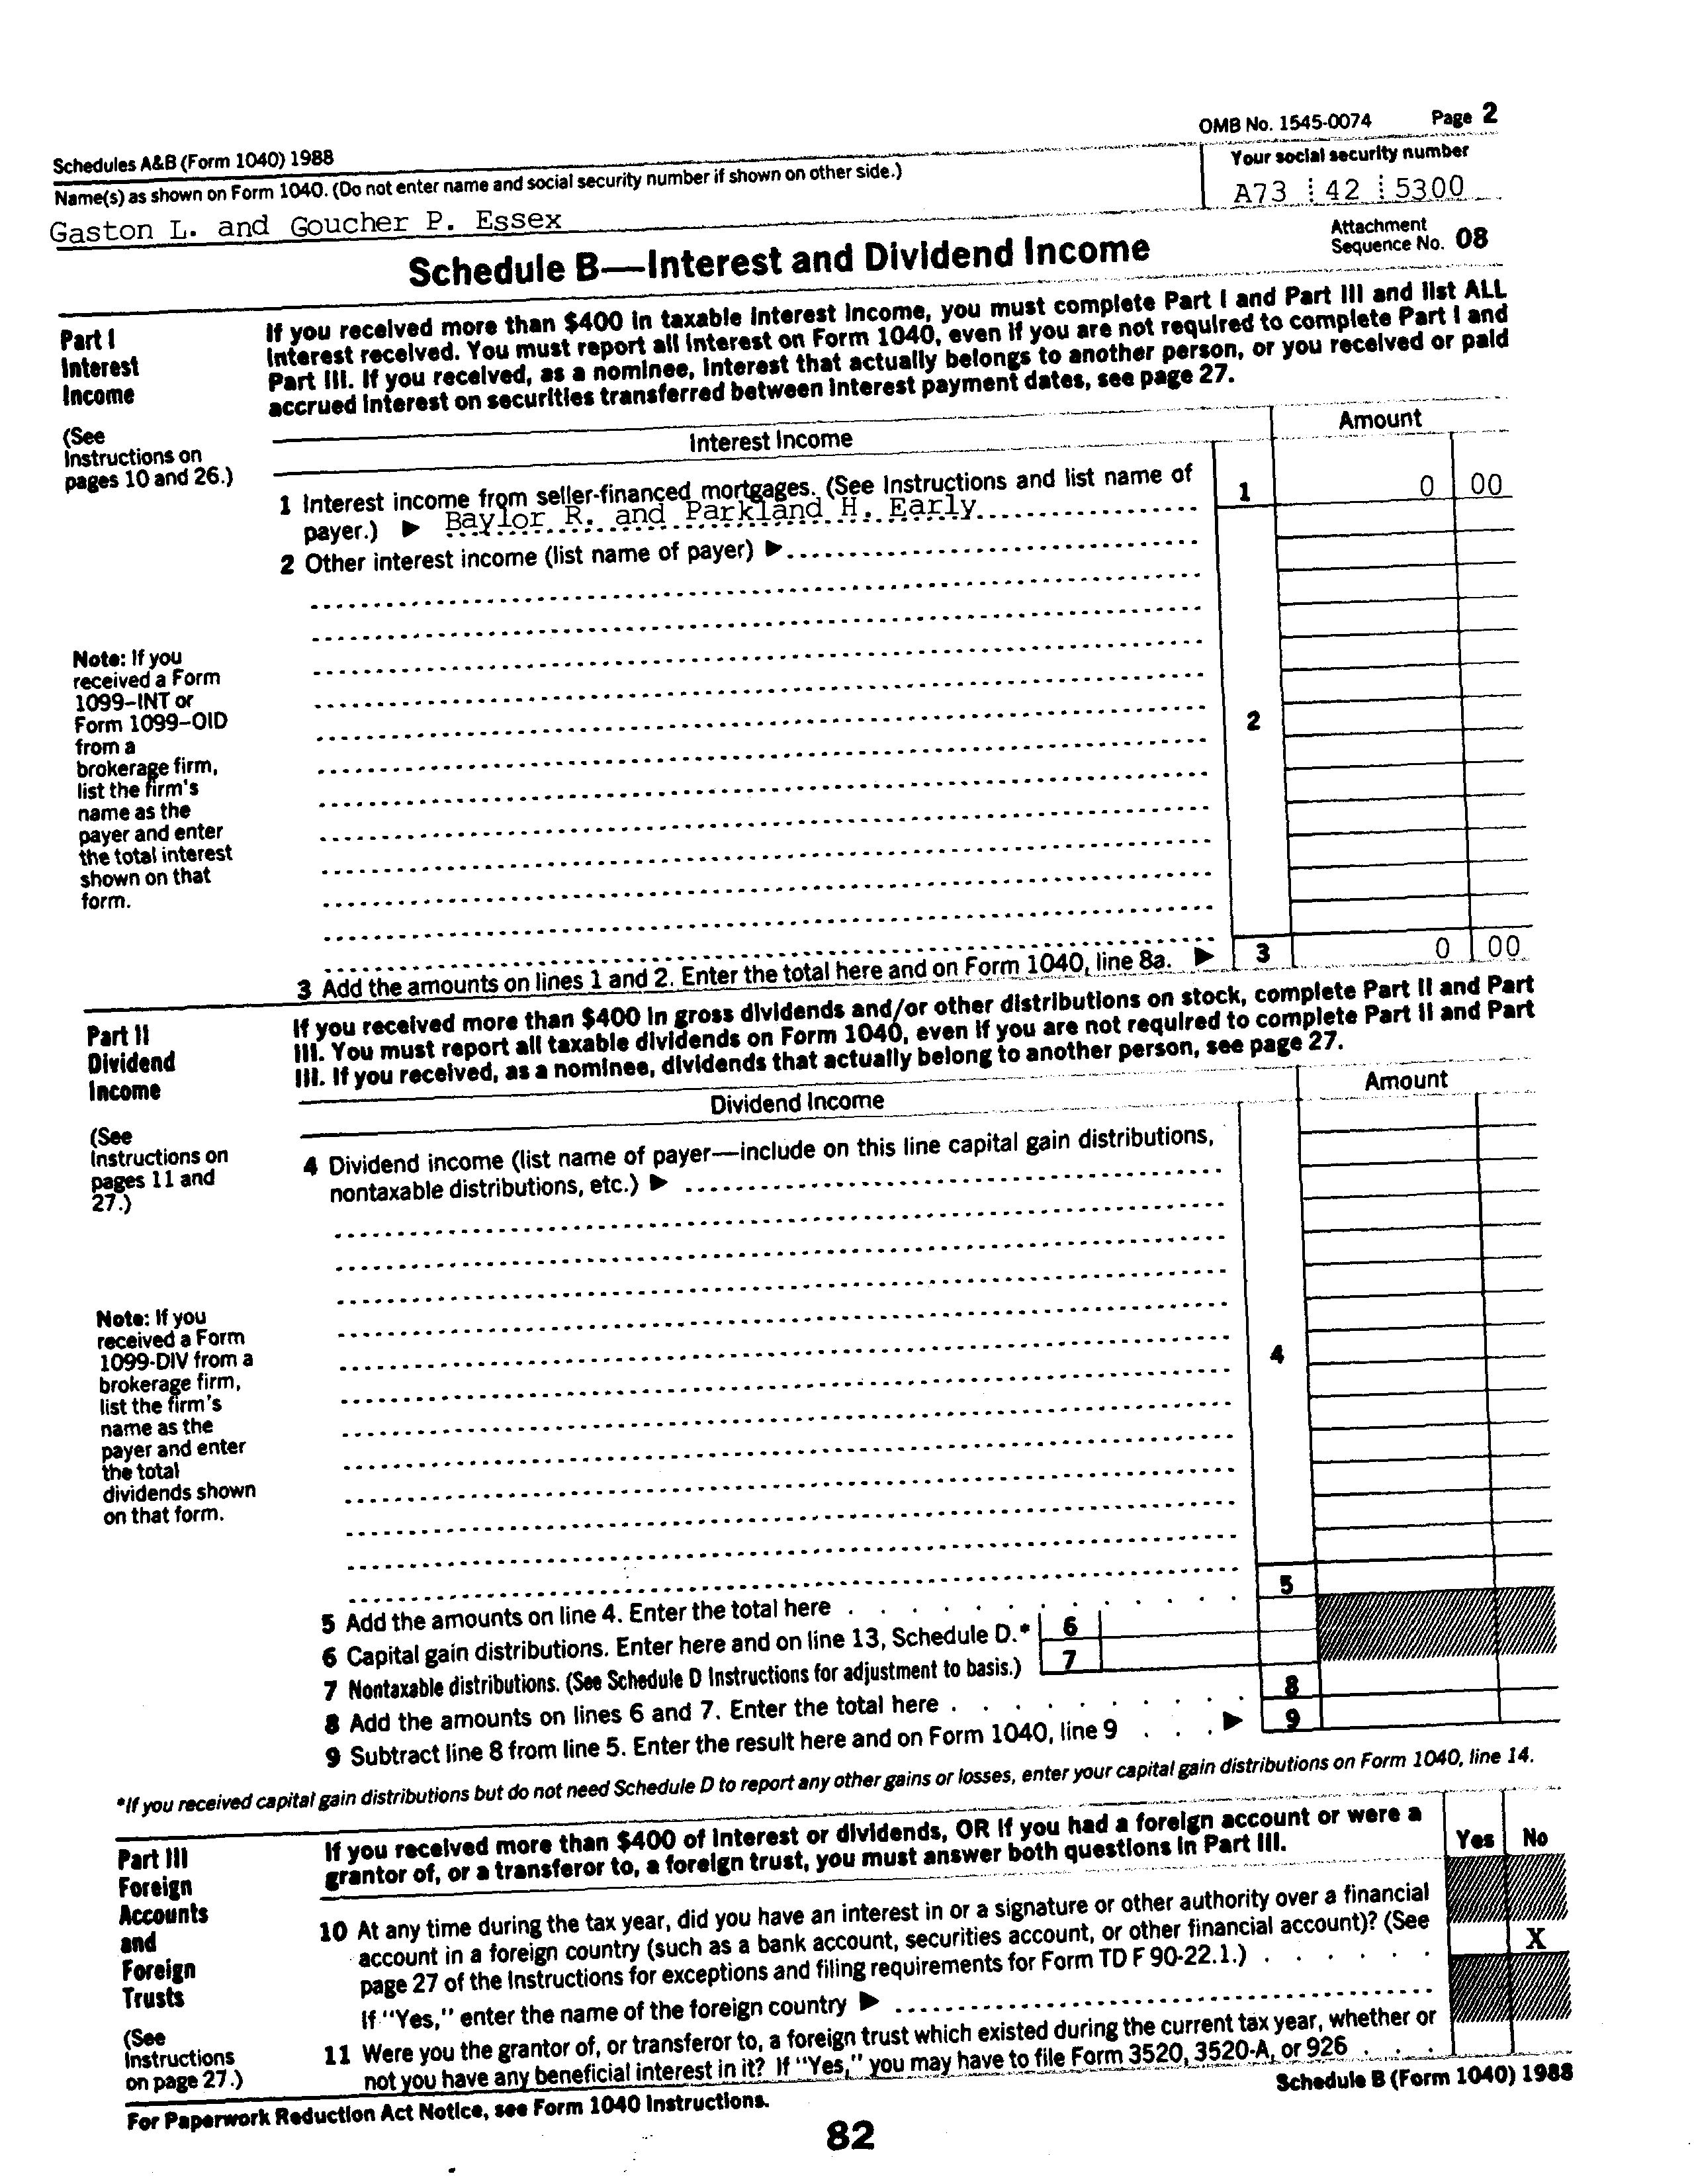 Schedules A&B (Form 1040) 1988
OMB No. 1545-0074
Page 2
Name(s) as shown on Form 1040. (Do not enter name and social security number if shown on other side.)
Your social security number
Gaston L. and Goucher P. Essex
A73 42 5300
Schedule B—Interest and Dividend Income
Attachment
Sequence No. 08
Part I
Interest
Income
(See
Instructions on
pages 10 and 26.)
If you received more than $400 in taxable interest income, you must complete Part I and Part III and list ALL
interest received. You must report all interest on Form 1040, even if you are not required to complete Part I and
Part III. If you received, as a nominee, interest that actually belongs to another person, or you received or paid
accrued interest on securities transferred between interest payment dates, see page 27.
Interest Income
Amount
1 Interest income from seller-financed mortgages. (See Instructions and list name of
payer.) ▶ Baylor R. and Parkland H. Early
1 0 00
2 Other interest income (list name of payer) ▶
Note: If you
received a Form
1099–INT or
Form 1099–OID
from a
brokerage firm,
list the firm's
name as the
payer and enter
the total interest
shown on that
form.
2
3 Add the amounts on lines 1 and 2. Enter the total here and on Form 1040, line 8a. ▶ 3 0 00
Part II
Dividend
Income
(See
Instructions on
pages 11 and
27.)
If you received more than $400 in gross dividends and/or other distributions on stock, complete Part II and Part
III. You must report all taxable dividends on Form 1040, even if you are not required to complete Part II and Part
III. If you received, as a nominee, dividends that actually belong to another person, see page 27.
Dividend Income
Amount
4 Dividend income (list name of payer—include on this line capital gain distributions,
nontaxable distributions, etc.) ▶
Note: If you
received a Form
1099-DIV from a
brokerage firm,
list the firm's
name as the
payer and enter
the total
dividends shown
on that form.
4
5 Add the amounts on line 4. Enter the total here . . . . . . . . . . . 5
6 Capital gain distributions. Enter here and on line 13, Schedule D.* 6
7 Nontaxable distributions. (See Schedule D Instructions for adjustment to basis.) 7
8 Add the amounts on lines 6 and 7. Enter the total here . . . . . . . . . . 8
9 Subtract line 8 from line 5. Enter the result here and on Form 1040, line 9 . . . ▶ 9
*If you received capital gain distributions but do not need Schedule D to report any other gains or losses, enter your capital gain distributions on Form 1040, line 14.
Part III
Foreign
Accounts
and
Foreign
Trusts
(See
Instructions
on page 27.)
If you received more than $400 of interest or dividends, OR if you had a foreign account or were a
grantor of, or a transferor to, a foreign trust, you must answer both questions in Part III.
Yes No
10 At any time during the tax year, did you have an interest in or a signature or other authority over a financial
account in a foreign country (such as a bank account, securities account, or other financial account)? (See
page 27 of the Instructions for exceptions and filing requirements for Form TD F 90-22.1.) . . . . . . X
If "Yes," enter the name of the foreign country ▶
11 Were you the grantor of, or transferor to, a foreign trust which existed during the current tax year, whether or
not you have any beneficial interest in it? If "Yes," you may have to file Form 3520, 3520-A, or 926 . . .
For Paperwork Reduction Act Notice, see Form 1040 Instructions.
Schedule B (Form 1040) 1988
82